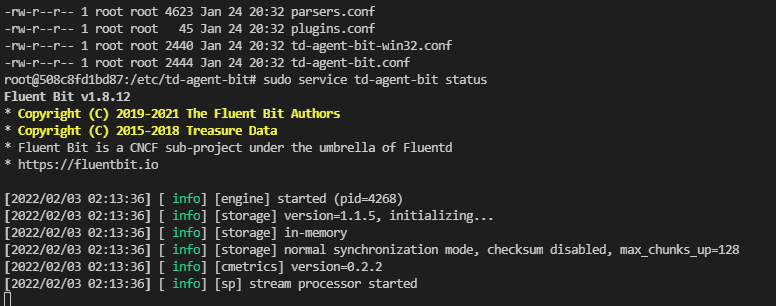 -rw-r--r-- 1 root root 4623 Jan 24 20:32 parsers.conf
-rw-r--r-- 1 root root   45 Jan 24 20:32 plugins.conf
-rw-r--r-- 1 root root 2440 Jan 24 20:32 td-agent-bit-win32.conf
-rw-r--r-- 1 root root 2444 Jan 24 20:32 td-agent-bit.conf
root@508c8fd1bd87:/etc/td-agent-bit# sudo service td-agent-bit status
Fluent Bit v1.8.12
* Copyright (C) 2019-2021 The Fluent Bit Authors
* Copyright (C) 2015-2018 Treasure Data
* Fluent Bit is a CNCF sub-project under the umbrella of Fluentd
* https://fluentbit.io

[2022/02/03 02:13:36] [ info] [engine] started (pid=4268)
[2022/02/03 02:13:36] [ info] [storage] version=1.1.5, initializing...
[2022/02/03 02:13:36] [ info] [storage] in-memory
[2022/02/03 02:13:36] [ info] [storage] normal synchronization mode, checksum disabled, max_chunks_up=128
[2022/02/03 02:13:36] [ info] [cmetrics] version=0.2.2
[2022/02/03 02:13:36] [ info] [sp] stream processor started